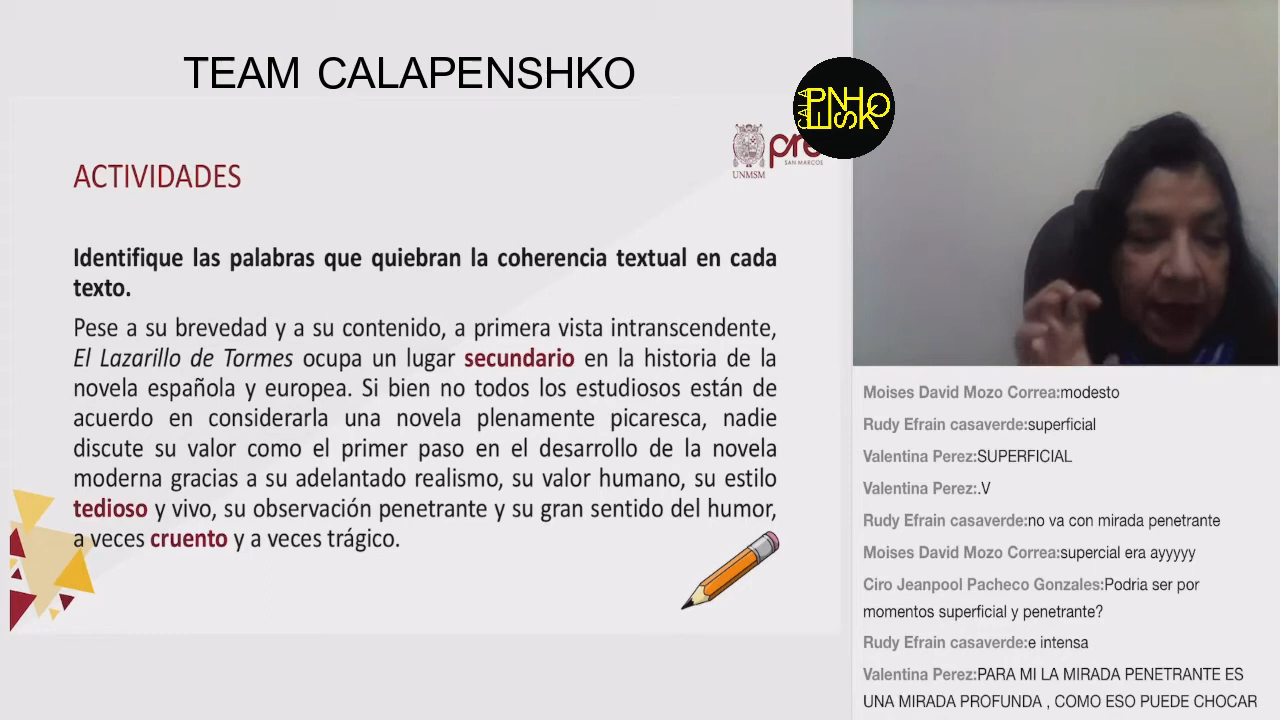 TEAM CALAPENSHKO
CALA
PENHSKO
UNMSM
SAN MARCOS
ACTIVIDADES
Identifique las palabras que quiebran la coherencia textual en cada
texto.
Pese a su brevedad y a su contenido, a primera vista intranscendente,
El Lazarillo de Tormes ocupa un lugar secundario en la historia de la
novela española y europea. Si bien no todos los estudiosos están de
acuerdo en considerarla una novela plenamente picaresca, nadie
discute su valor como el primer paso en el desarrollo de la novela
moderna gracias a su adelantado realismo, su valor humano, su estilo
tedioso y vivo, su observación penetrante y su gran sentido del humor,
a veces cruento y a veces trágico.
Moises David Mozo Correa:modesto
Rudy Efrain casaverde:superficial
Valentina Perez:SUPERFICIAL
Valentina Perez:.V
Rudy Efrain casaverde:no va con mirada penetrante
Moises David Mozo Correa:supercial era ayyyyy
Ciro Jeanpool Pacheco Gonzales:Podria ser por
momentos superficial y penetrante?
Rudy Efrain casaverde:e intensa
Valentina Perez:PARA MI LA MIRADA PENETRANTE ES
UNA MIRADA PROFUNDA , COMO ESO PUEDE CHOCAR